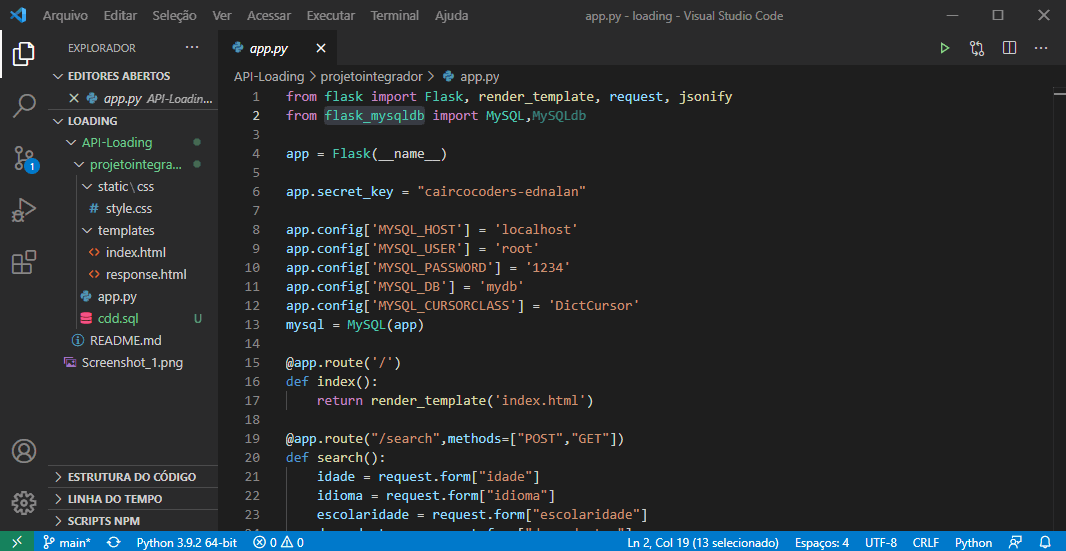 Arquivo Editar Seleção Ver Acessar Executar Terminal Ajuda app.py - loading - Visual Studio Code
EXPLORADOR
EDITORES ABERTOS
app.py API-Loadin...
LOADING
API-Loading
projetointegra...
static\css
style.css
templates
index.html
response.html
app.py
cdd.sql U
README.md
Screenshot_1.png
ESTRUTURA DO CÓDIGO
LINHA DO TEMPO
SCRIPTS NPM
1
app.py
API-Loading > projetointegrador > app.py
1 from flask import Flask, render_template, request, jsonify
2 from flask_mysqldb import MySQL,MySQLdb
3
4 app = Flask(__name__)
5
6 app.secret_key = "caircocoders-ednalan"
7
8 app.config['MYSQL_HOST'] = 'localhost'
9 app.config['MYSQL_USER'] = 'root'
10 app.config['MYSQL_PASSWORD'] = '1234'
11 app.config['MYSQL_DB'] = 'mydb'
12 app.config['MYSQL_CURSORCLASS'] = 'DictCursor'
13 mysql = MySQL(app)
14
15 @app.route('/')
16 def index():
17 return render_template('index.html')
18
19 @app.route("/search",methods=["POST","GET"])
20 def search():
21 idade = request.form["idade"]
22 idioma = request.form["idioma"]
23 escolaridade = request.form["escolaridade"]
main* Python 3.9.2 64-bit 0 0 Ln 2, Col 19 (13 selecionado) Espaços: 4 UTF-8 CRLF Python